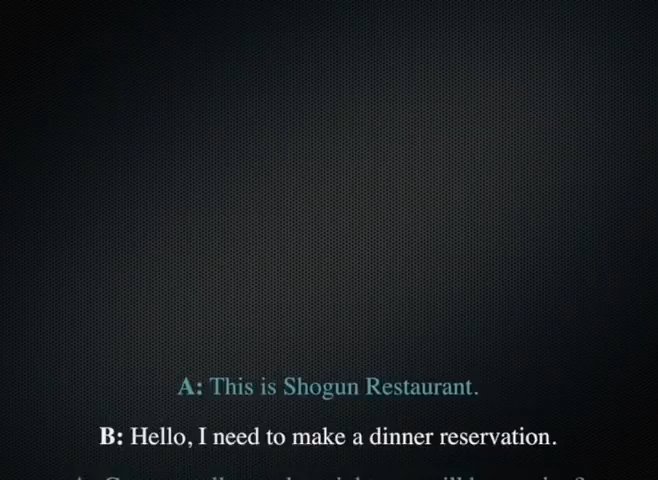 A: This is Shogun Restaurant.
B: Hello, I need to make a dinner reservation.